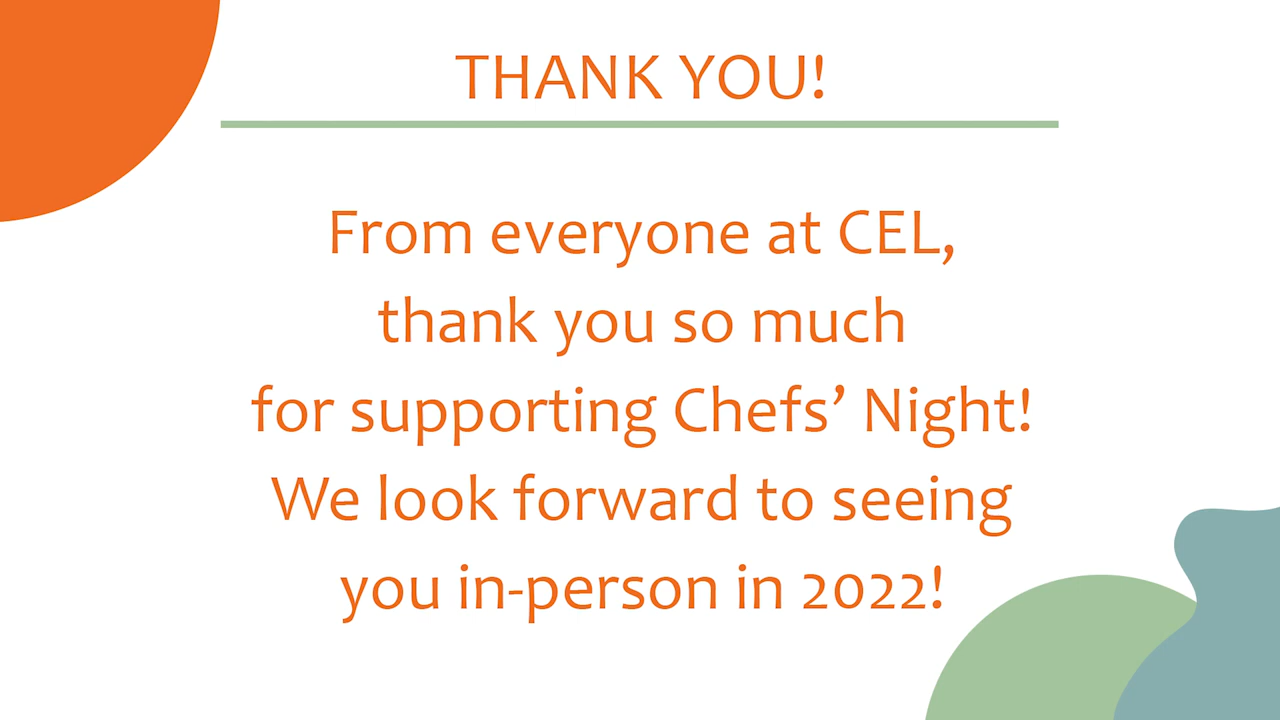 THANK YOU!
From everyone at CEL,
thank you so much
for supporting Chefs’ Night!
We look forward to seeing
you in-person in 2022!